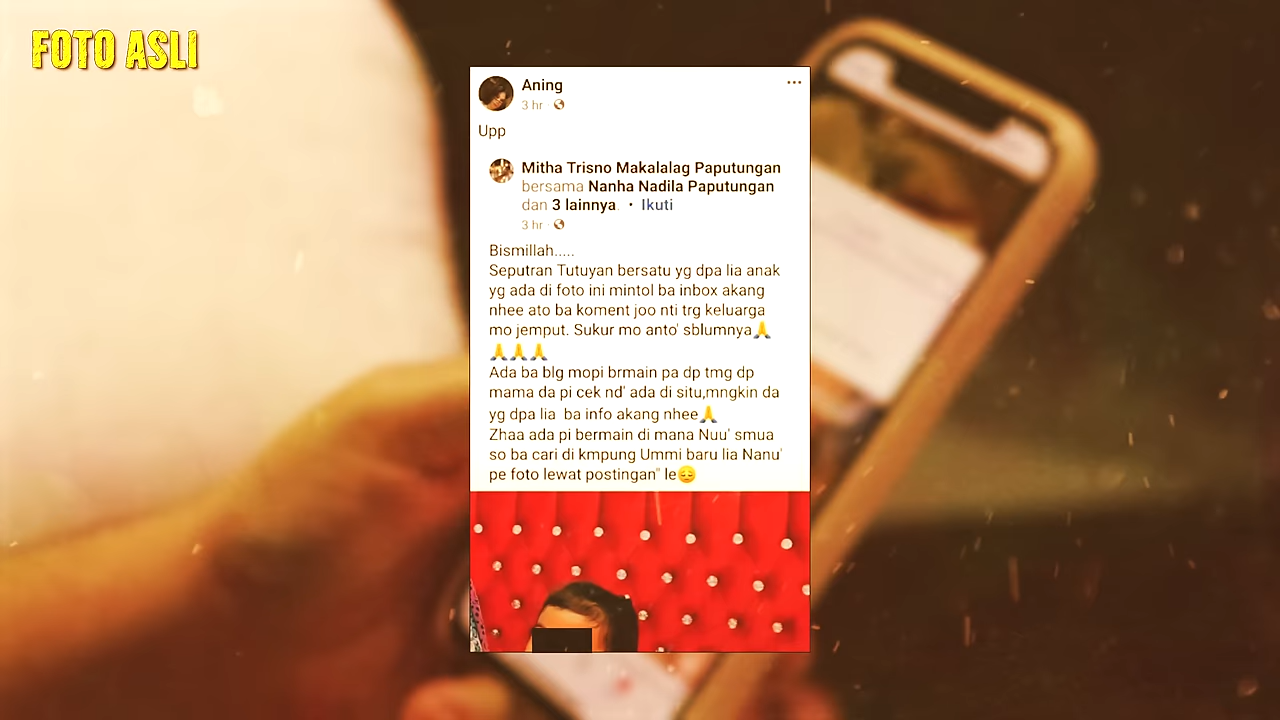 FOTO ASLI
Aning
3 hr ·
Upp
Mitha Trisno Makalalag Paputungan
bersama Nanha Nadila Paputungan
dan 3 lainnya. • Ikuti
3 hr ·
Bismillah.....
Seputran Tutuyan bersatu yg dpa lia anak
yg ada di foto ini mintol ba inbox akang
nhee ato ba koment joo nti trg keluarga
mo jemput. Sukur mo anto' sblumnya🙏
🙏🙏🙏
Ada ba blg mopi brmain pa dp tmg dp
mama da pi cek nd' ada di situ,mngkin da
yg dpa lia ba info akang nhee🙏
Zhaa ada pi bermain di mana Nuu' smua
so ba cari di kmpung Ummi baru lia Nanu'
pe foto lewat postingan" le😔